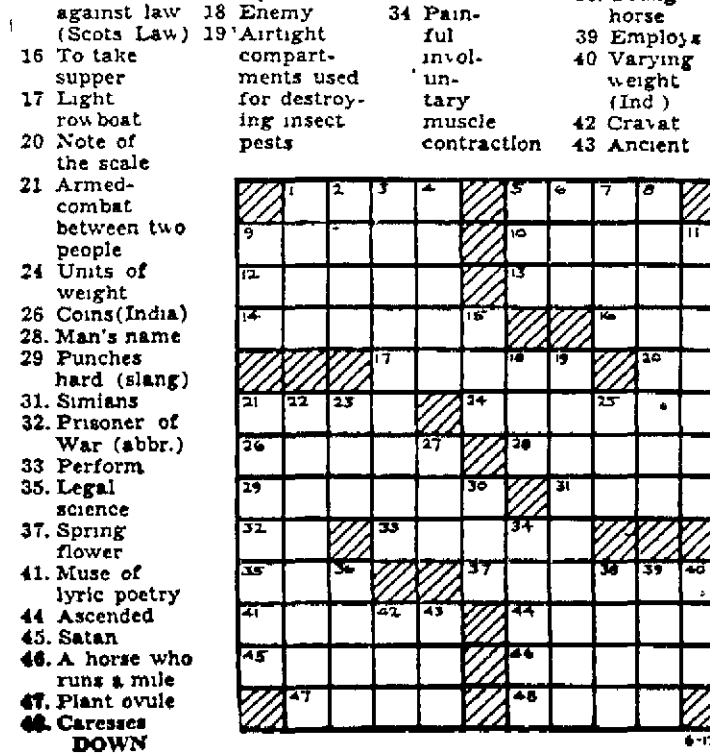 against law
(Scots Law)
16 To take
supper
17 Light
rowboat
20 Note of
the scale
21 Armed-
combat
between two
people
24 Units of
weight
26 Coins(India)
28. Man's name
29 Punches
hard (slang)
31. Simians
32. Prisoner of
War (abbr.)
33 Perform
35. Legal
science
37. Spring
flower
41. Muse of
lyric poetry
44 Ascended
45. Satan
46. A horse who
runs a mile
47. Plant ovule
48. Caresses
DOWN
18 Enemy
19 Airtight
compart-
ments used
for destroy-
ing insect
pests
34 Pain-
ful
invol-
un-
tary
muscle
contraction
horse
39 Employs
40 Varying
weight
(Ind)
42 Cravat
43 Ancient
1 2 3 4 5 6 7 8
9 10 11
12 13
14 15 16
17 18 19 20
21 22 23 24 25
26 27 28
29 30 31
32 33 34
35 36 37 38 39 40
41 42 43 44
45 46
47 48